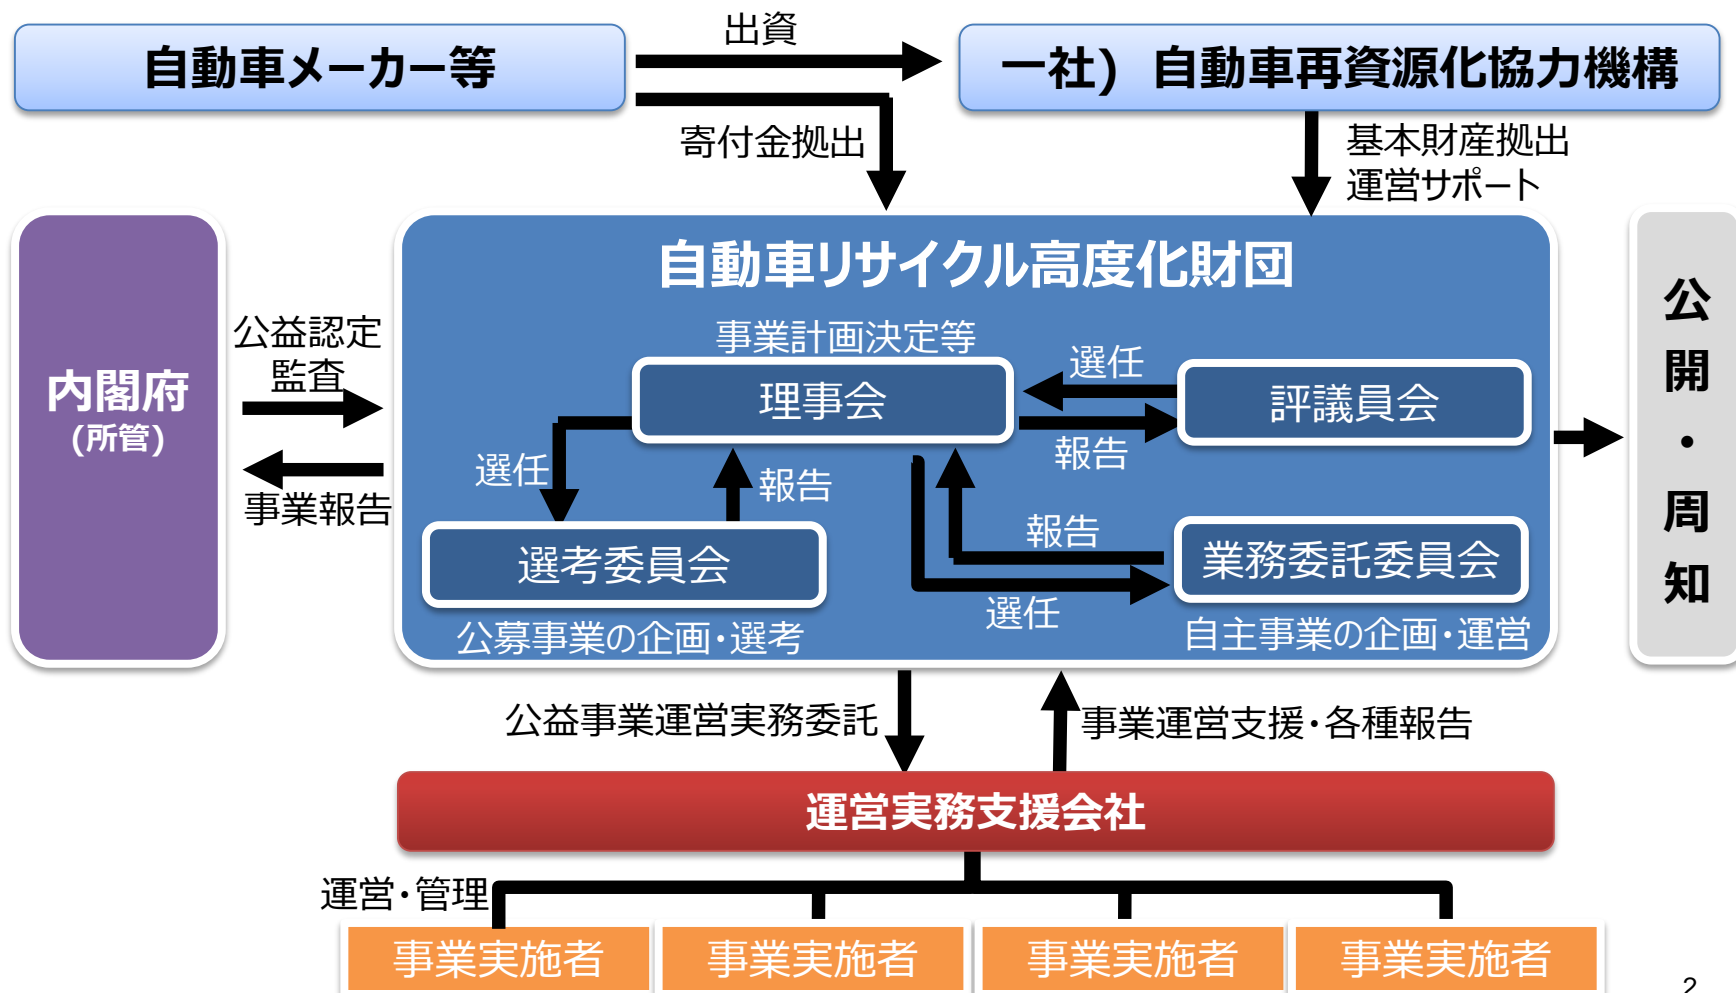 出資
自動車メーカー等
一社）自動車再資源化協力機構
寄付金拠出
基本財産拠出
運営サポート
自動車リサイクル高度化財団
内閣府
(所管)
公益認定
監査
事業報告
事業計画決定等
理事会
選任
評議員会
報告
選任
報告
選考委員会
公募事業の企画・選考
報告
選任
業務委託委員会
自主事業の企画・運営
公開・周知
公益事業運営実務委託
事業運営支援・各種報告
運営実務支援会社
運営・管理
事業実施者
事業実施者
事業実施者
事業実施者
2